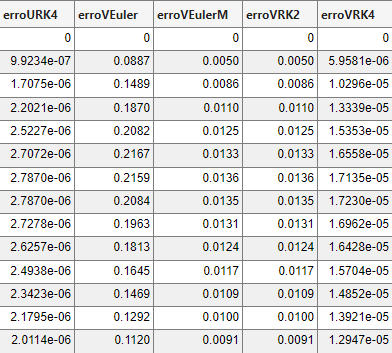 erroURK4 erroVEuler erroVEulerM erroVRK2 erroVRK4
0 0 0 0 0
9.9234e-07 0.0887 0.0050 0.0050 5.9581e-06
1.7075e-06 0.1489 0.0086 0.0086 1.0296e-05
2.2021e-06 0.1870 0.0110 0.0110 1.3339e-05
2.5227e-06 0.2082 0.0125 0.0125 1.5353e-05
2.7072e-06 0.2167 0.0133 0.0133 1.6558e-05
2.7870e-06 0.2159 0.0136 0.0136 1.7135e-05
2.7870e-06 0.2084 0.0135 0.0135 1.7230e-05
2.7278e-06 0.1963 0.0131 0.0131 1.6962e-05
2.6257e-06 0.1813 0.0124 0.0124 1.6428e-05
2.4938e-06 0.1645 0.0117 0.0117 1.5704e-05
2.3423e-06 0.1469 0.0109 0.0109 1.4852e-05
2.1795e-06 0.1292 0.0100 0.0100 1.3921e-05
2.0114e-06 0.1120 0.0091 0.0091 1.2947e-05